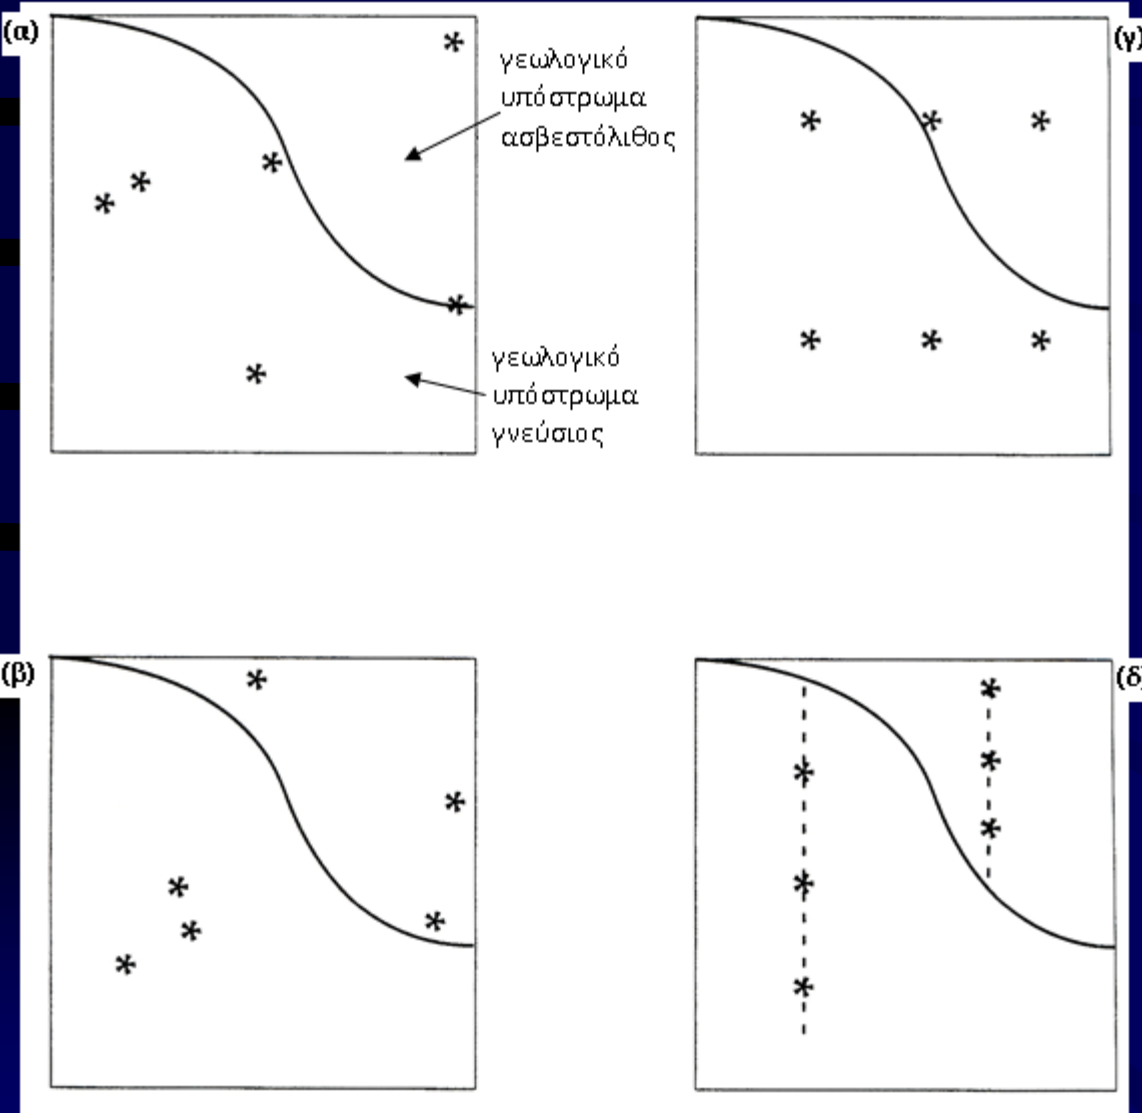 (α)
γεωλογικό
υπόστρωμα
ασβεστόλιθος
γεωλογικό
υπόστρωμα
γνεύσιος
(γ)
(β)
(δ)